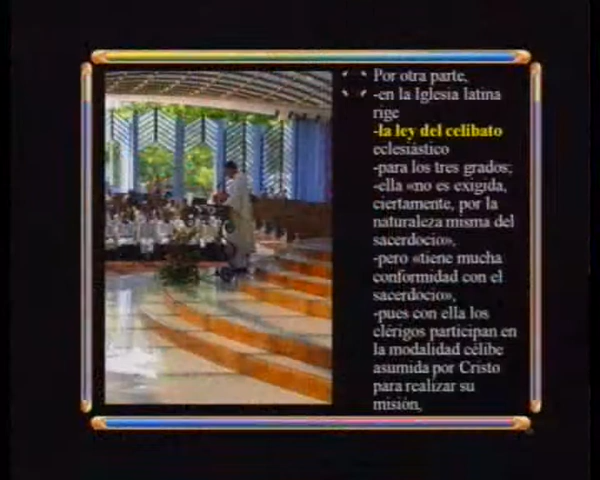 Por otra parte,
-en la Iglesia latina
rige
-la ley del celibato
eclesiástico
-para los tres grados;
-ella «no es exigida,
ciertamente, por la
naturaleza misma del
sacerdocio»,
-pero «tiene mucha
conformidad con el
sacerdocio»,
-pues con ella los
clérigos participan en
la modalidad célibe
asumida por Cristo
para realizar su
misión,